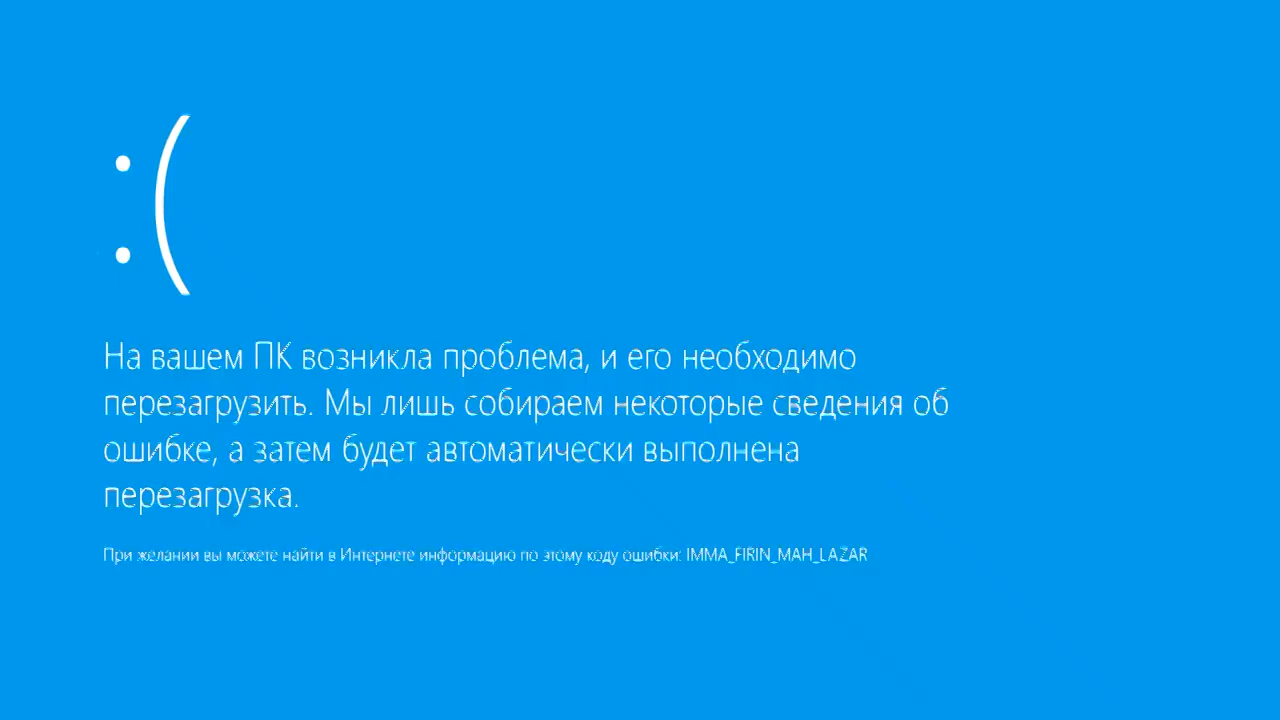 :(
На вашем ПК возникла проблема, и его необходимо
перезагрузить. Мы лишь собираем некоторые сведения об
ошибке, а затем будет автоматически выполнена
перезагрузка.
При желании вы можете найти в Интернете информацию по этому коду ошибки: IMMA_FIRIN_MAH_LAZAR